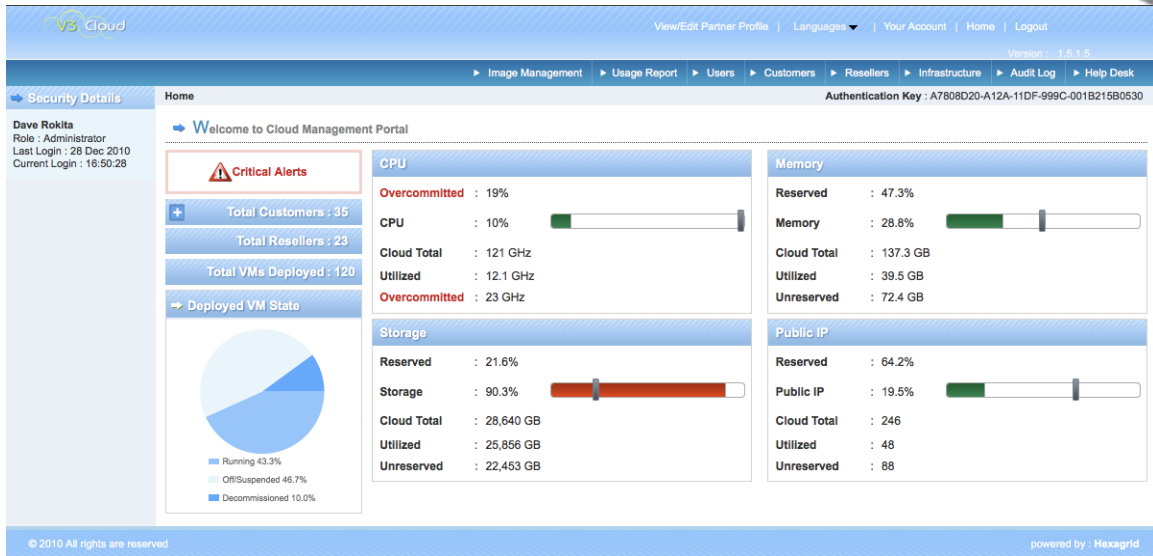 V3 Cloud
View/Edit Partner Profile | Languages | Your Account | Home | Logout
Version : 1.5.1.5
Image Management Usage Report Users Customers Resellers Infrastructure Audit Log Help Desk
Security Details
Home
Authentication Key : A7808D20-A12A-11DF-999C-001B215B0530
Dave Rokita
Role : Administrator
Last Login : 28 Dec 2010
Current Login : 16:50:28
Welcome to Cloud Management Portal
Critical Alerts
Total Customers : 35
Total Resellers : 23
Total VMs Deployed : 120
Deployed VM State
Running 43.3%
Off/Suspended 46.7%
Decommissioned 10.0%
CPU
Overcommitted : 19%
CPU : 10%
Cloud Total : 121 GHz
Utilized : 12.1 GHz
Overcommitted : 23 GHz
Memory
Reserved : 47.3%
Memory : 28.8%
Cloud Total : 137.3 GB
Utilized : 39.5 GB
Unreserved : 72.4 GB
Storage
Reserved : 21.6%
Storage : 90.3%
Cloud Total : 28,640 GB
Utilized : 25,856 GB
Unreserved : 22,453 GB
Public IP
Reserved : 64.2%
Public IP : 19.5%
Cloud Total : 246
Utilized : 48
Unreserved : 88
© 2010 All rights are reserved
powered by : Hexagrid